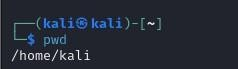 ┌──(kali㉿kali)-[~]
└─$ pwd
/home/kali